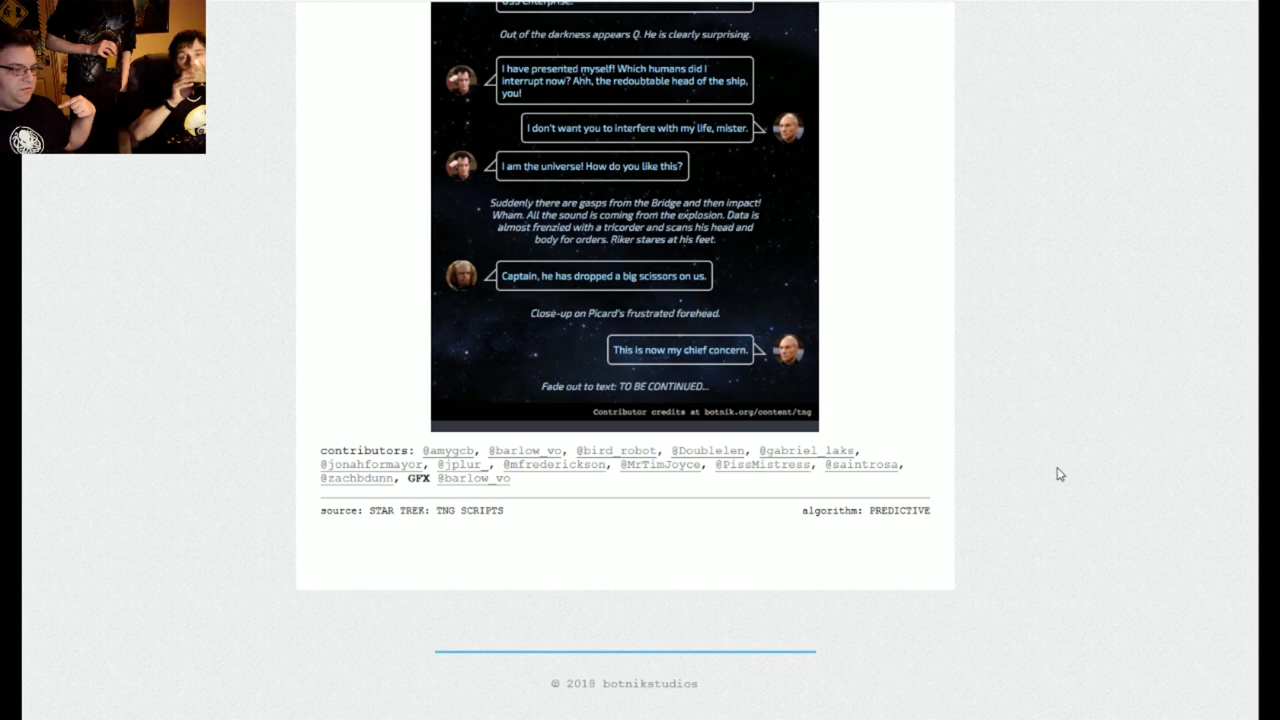 USS Enterprise.
Out of the darkness appears Q. He is clearly surprising.
I have presented myself! Which humans did I
interrupt now? Ahh, the redoubtable head of the ship,
you!
I don't want you to interfere with my life, mister.
I am the universe! How do you like this?
Suddenly there are gasps from the Bridge and then impact!
Wham. All the sound is coming from the explosion. Data is
almost frenzied with a tricorder and scans his head and
body for orders. Riker stares at his feet.
Captain, he has dropped a big scissors on us.
Close-up on Picard's frustrated forehead.
This is now my chief concern.
Fade out to text: TO BE CONTINUED...
Contributor credits at botnik.org/content/tng
contributors: @amygcb, @barlow_vo, @bird_robot, @Doublelen, @gabriel_laks,
@jonahformayor, @jplur_, @mfrederickson, @MrTimJoyce, @PissMistress, @saintrosa,
@zachbdunn, GFX @barlow_vo
source: STAR TREK: TNG SCRIPTS
algorithm: PREDICTIVE
© 2018 botnikstudios